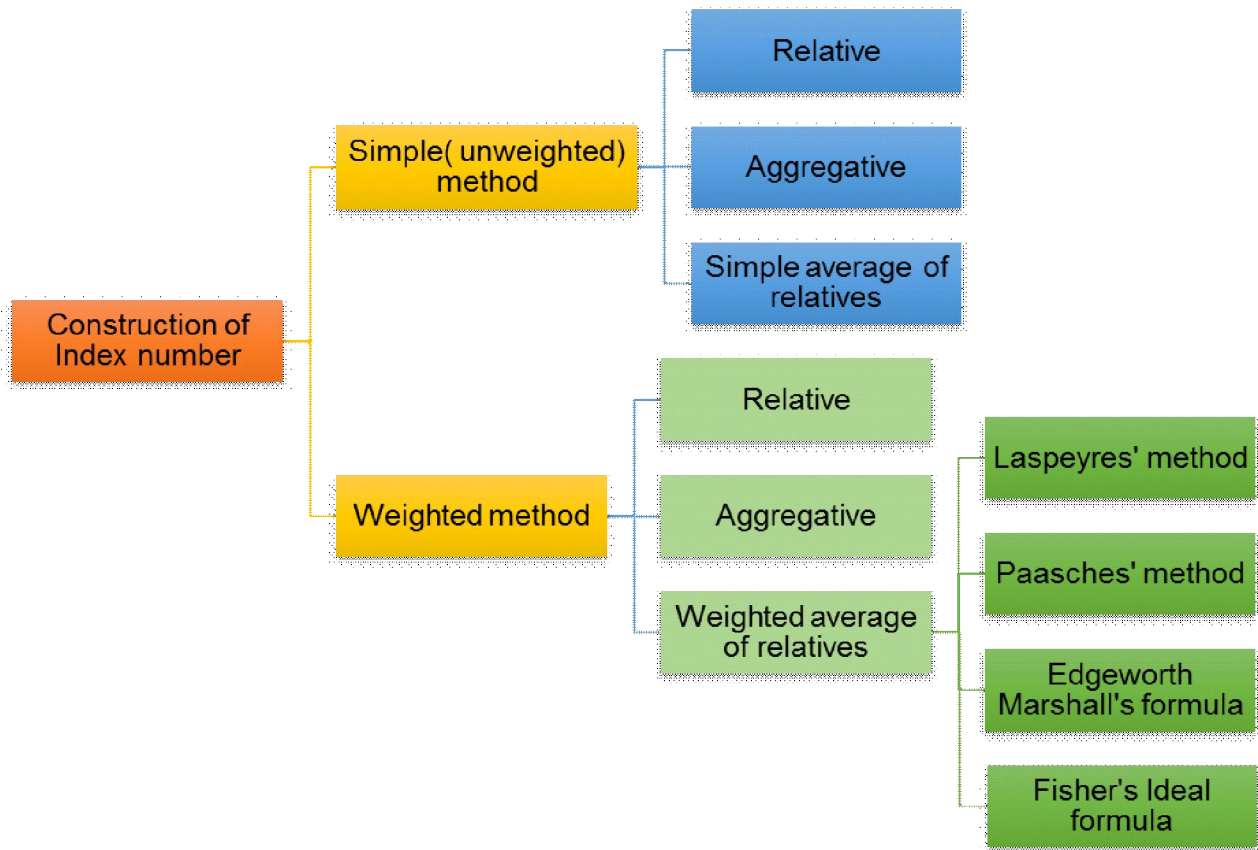 Relative
Simple( unweighted)
method
Aggregative
Simple average of
relatives
Construction of
Index number
Relative
Laspeyres' method
Weighted method
Aggregative
Paasches' method
Weighted average
of relatives
Edgeworth
Marshall's formula
Fisher's Ideal
formula